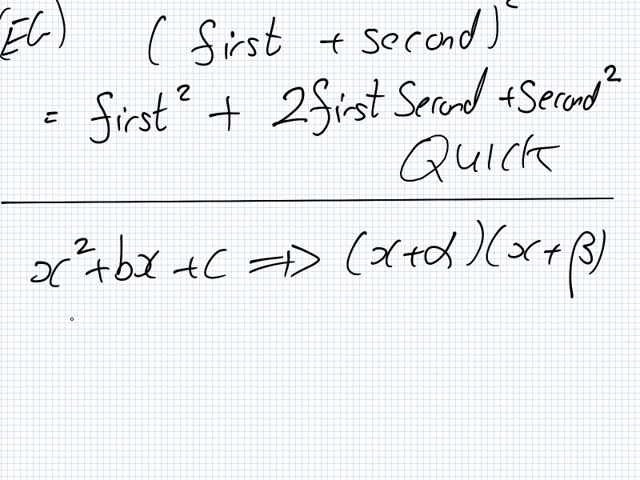 (EG) (first + second)²
= first² + 2first Second + Second²
QUICK
x² + bx + c ⇒ (x+α)(x+β)